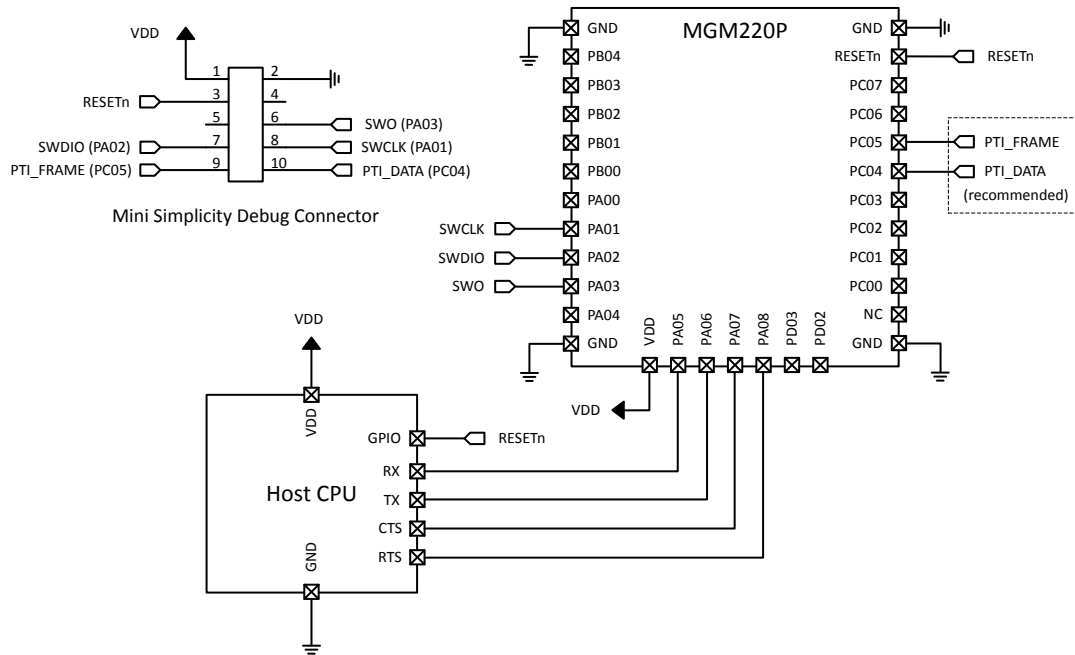 VDD
1 2
RESETn 3 4
5 6 SWO (PA03)
SWDIO (PA02) 7 8 SWCLK (PA01)
PTI_FRAME (PC05) 9 10 PTI_DATA (PC04)
Mini Simplicity Debug Connector
MGM220P
GND GND
PB04 RESETn RESETn
PB03 PC07
PB02 PC06
PB01 PC05 PTI_FRAME
PB00 PC04 PTI_DATA
(recommended)
PA00 PC03
SWCLK PA01 PC02
SWDIO PA02 PC01
SWO PA03 PC00
PA04 NC
GND GND
VDD PA05 PA06 PA07 PA08 PD03 PD02
VDD
VDD
VDD
GPIO RESETn
RX
Host CPU
TX
CTS
RTS
GND